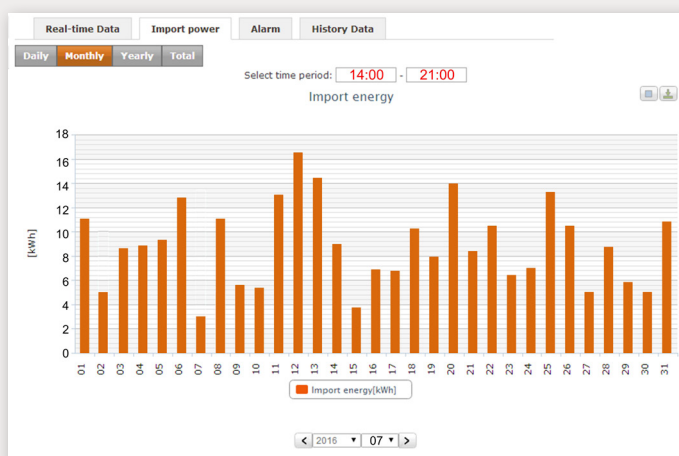 Real-time Data Import power Alarm History Data
Daily Monthly Yearly Total
Select time period: 14:00 - 21:00
Import energy
18
16
14
12
10
8
6
4
2
0
[kWh]
01 02 03 04 05 06 07 08 09 10 11 12 13 14 15 16 17 18 19 20 21 22 23 24 25 26 27 28 29 30 31
Import energy[kWh]
< 2016 07 >